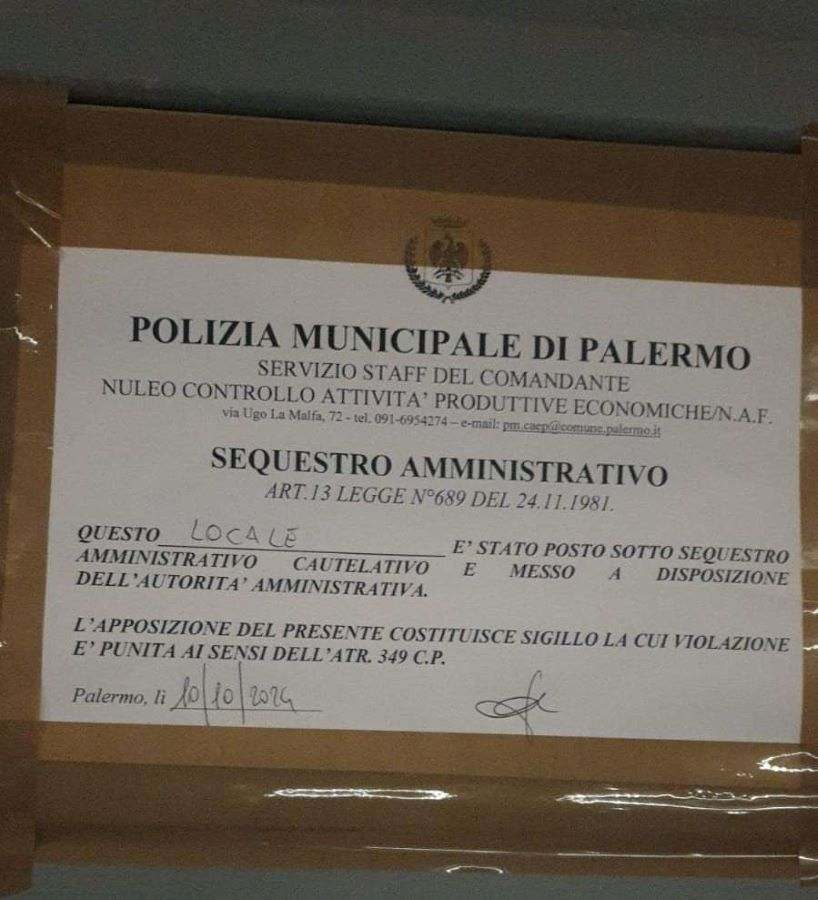 POLIZIA MUNICIPALE DI PALERMO
SERVIZIO STAFF DEL COMANDANTE
NULEO CONTROLLO ATTIVITA' PRODUTTIVE ECONOMICHE/N.A.F.
via Ugo La Malfa, 72 - tel. 091-6954274 – e-mail: pm.caep@comune.palermo.it
SEQUESTRO AMMINISTRATIVO
ART.13 LEGGE N°689 DEL 24.11.1981.
QUESTO LOCALE E' STATO POSTO SOTTO SEQUESTRO
AMMINISTRATIVO CAUTELATIVO E MESSO A DISPOSIZIONE
DELL'AUTORITA' AMMINISTRATIVA.
L'APPOSIZIONE DEL PRESENTE COSTITUISCE SIGILLO LA CUI VIOLAZIONE
E' PUNITA AI SENSI DELL'ATR. 349 C.P.
Palermo, lì 10/10/2024